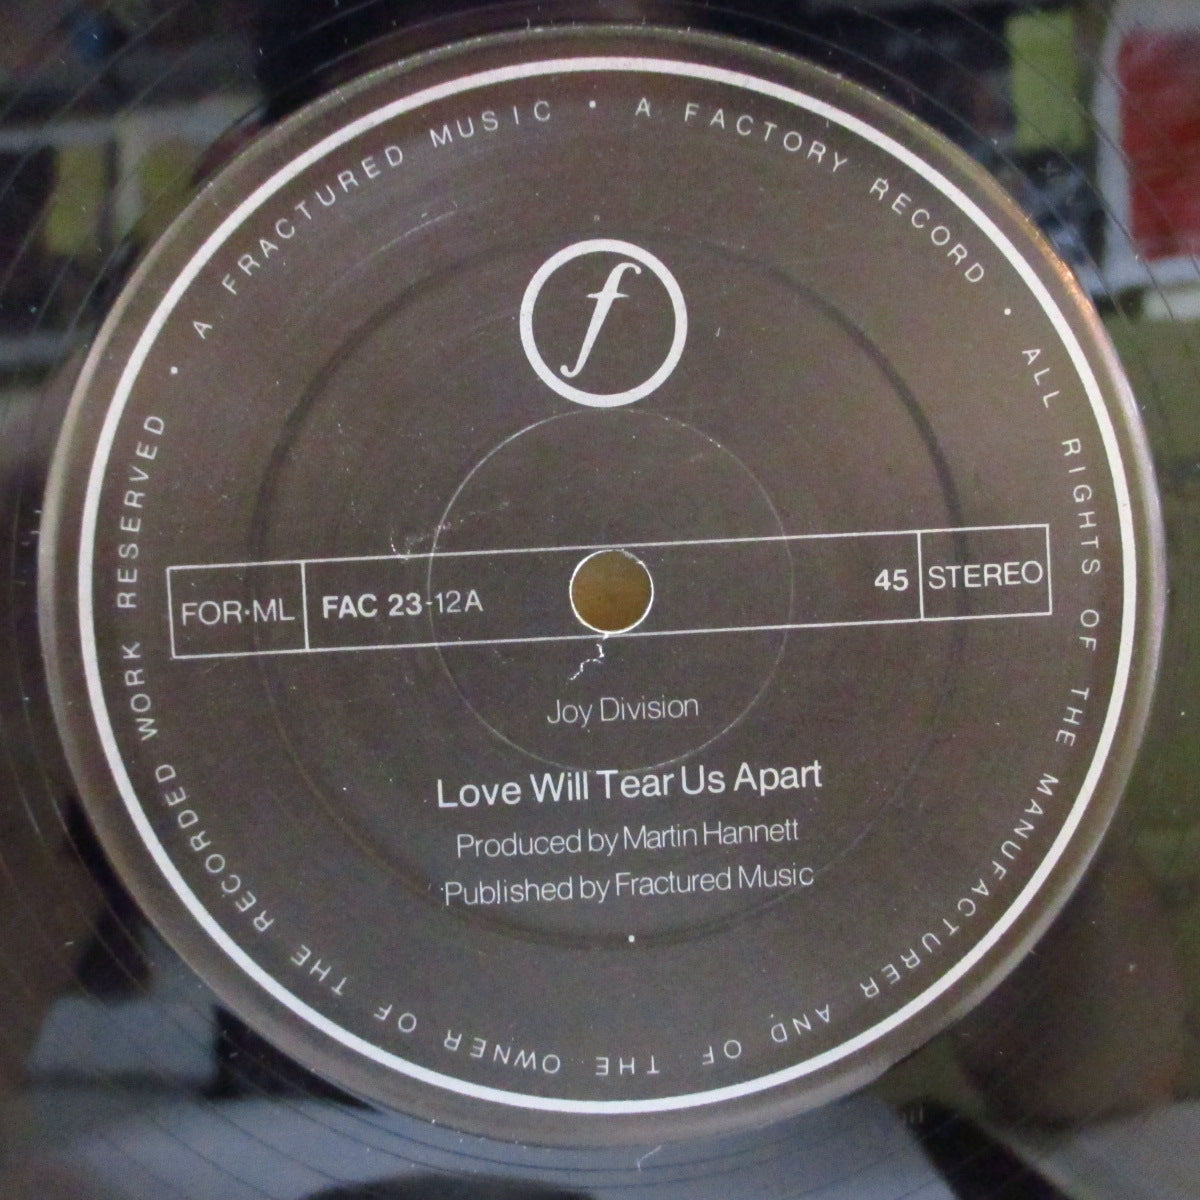 A FRACTURED MUSIC • A FACTORY RECORD • ALL RIGHTS OF THE MANUFACTURER AND OF THE OWNER OF THE RECORDED WORK RESERVED •
f
FOR·ML FAC 23-12A 45 STEREO
Joy Division
Love Will Tear Us Apart
Produced by Martin Hannett
Published by Fractured Music